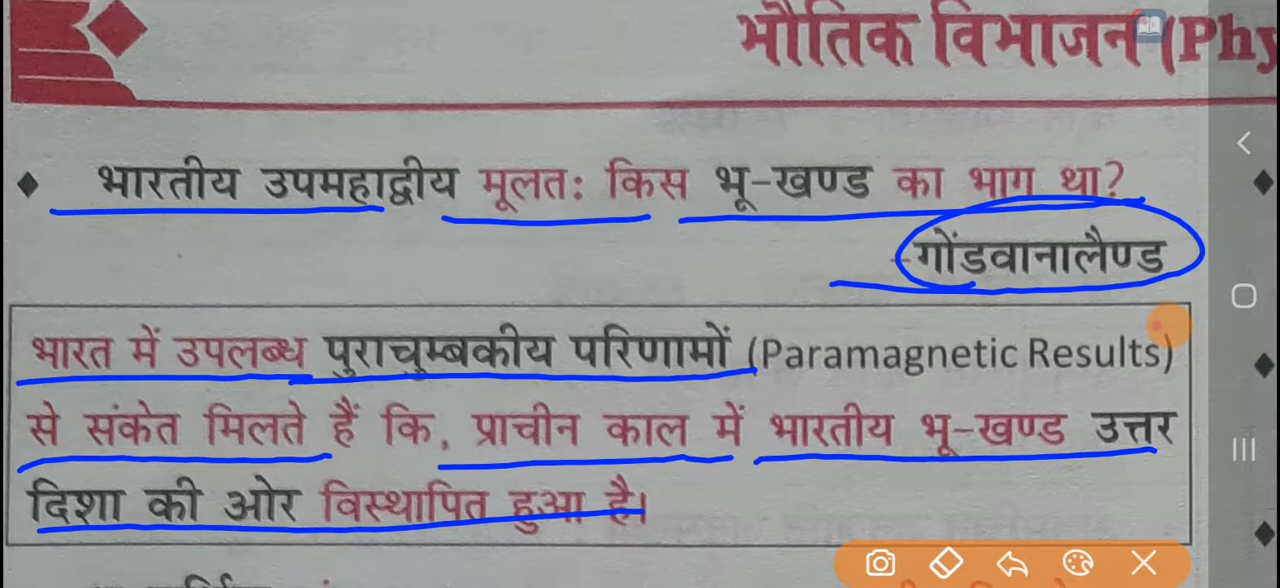 भौतिक विभाजन (Phy
भारतीय उपमहाद्वीय मूलतः किस भू-खण्ड का भाग था?
-गोंडवानालैण्ड
भारत में उपलब्ध पुराचुम्बकीय परिणामों (Paramagnetic Results)
से संकेत मिलते हैं कि, प्राचीन काल में भारतीय भू-खण्ड उत्तर
दिशा की ओर विस्थापित हुआ है।